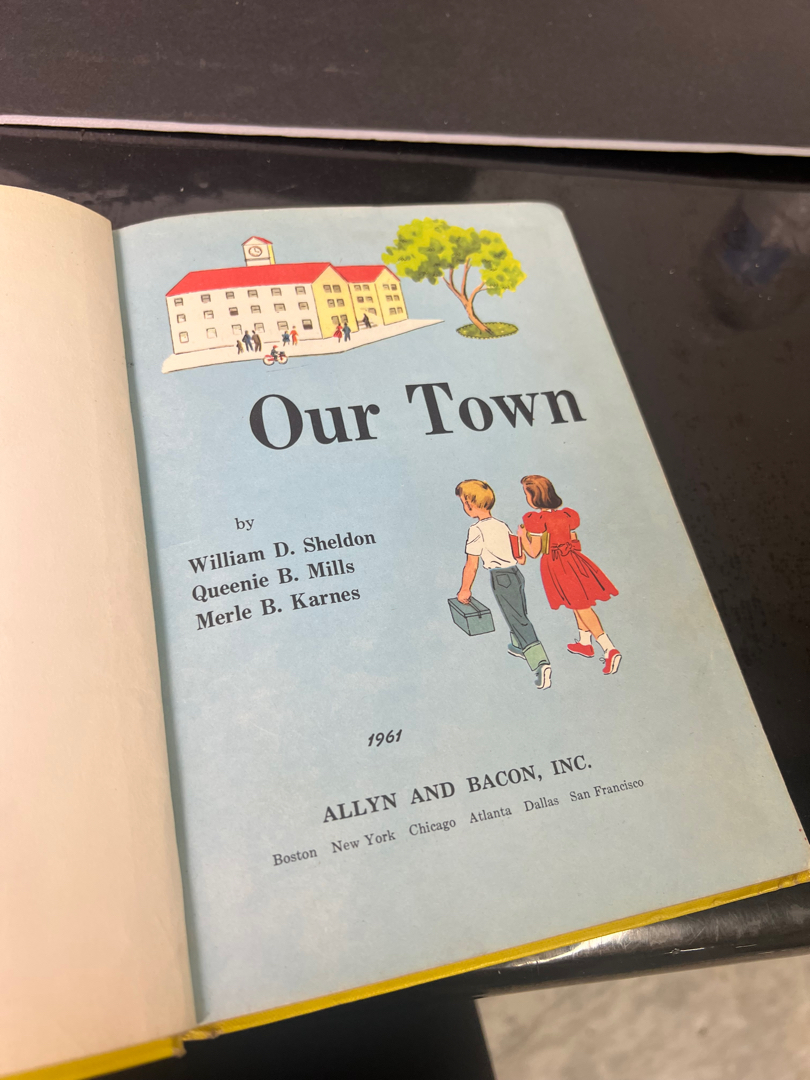 Our Town
by
William D. Sheldon
Queenie B. Mills
Merle B. Karnes
1961
ALLYN AND BACON, INC.
Boston New York Chicago Atlanta Dallas San Francisco